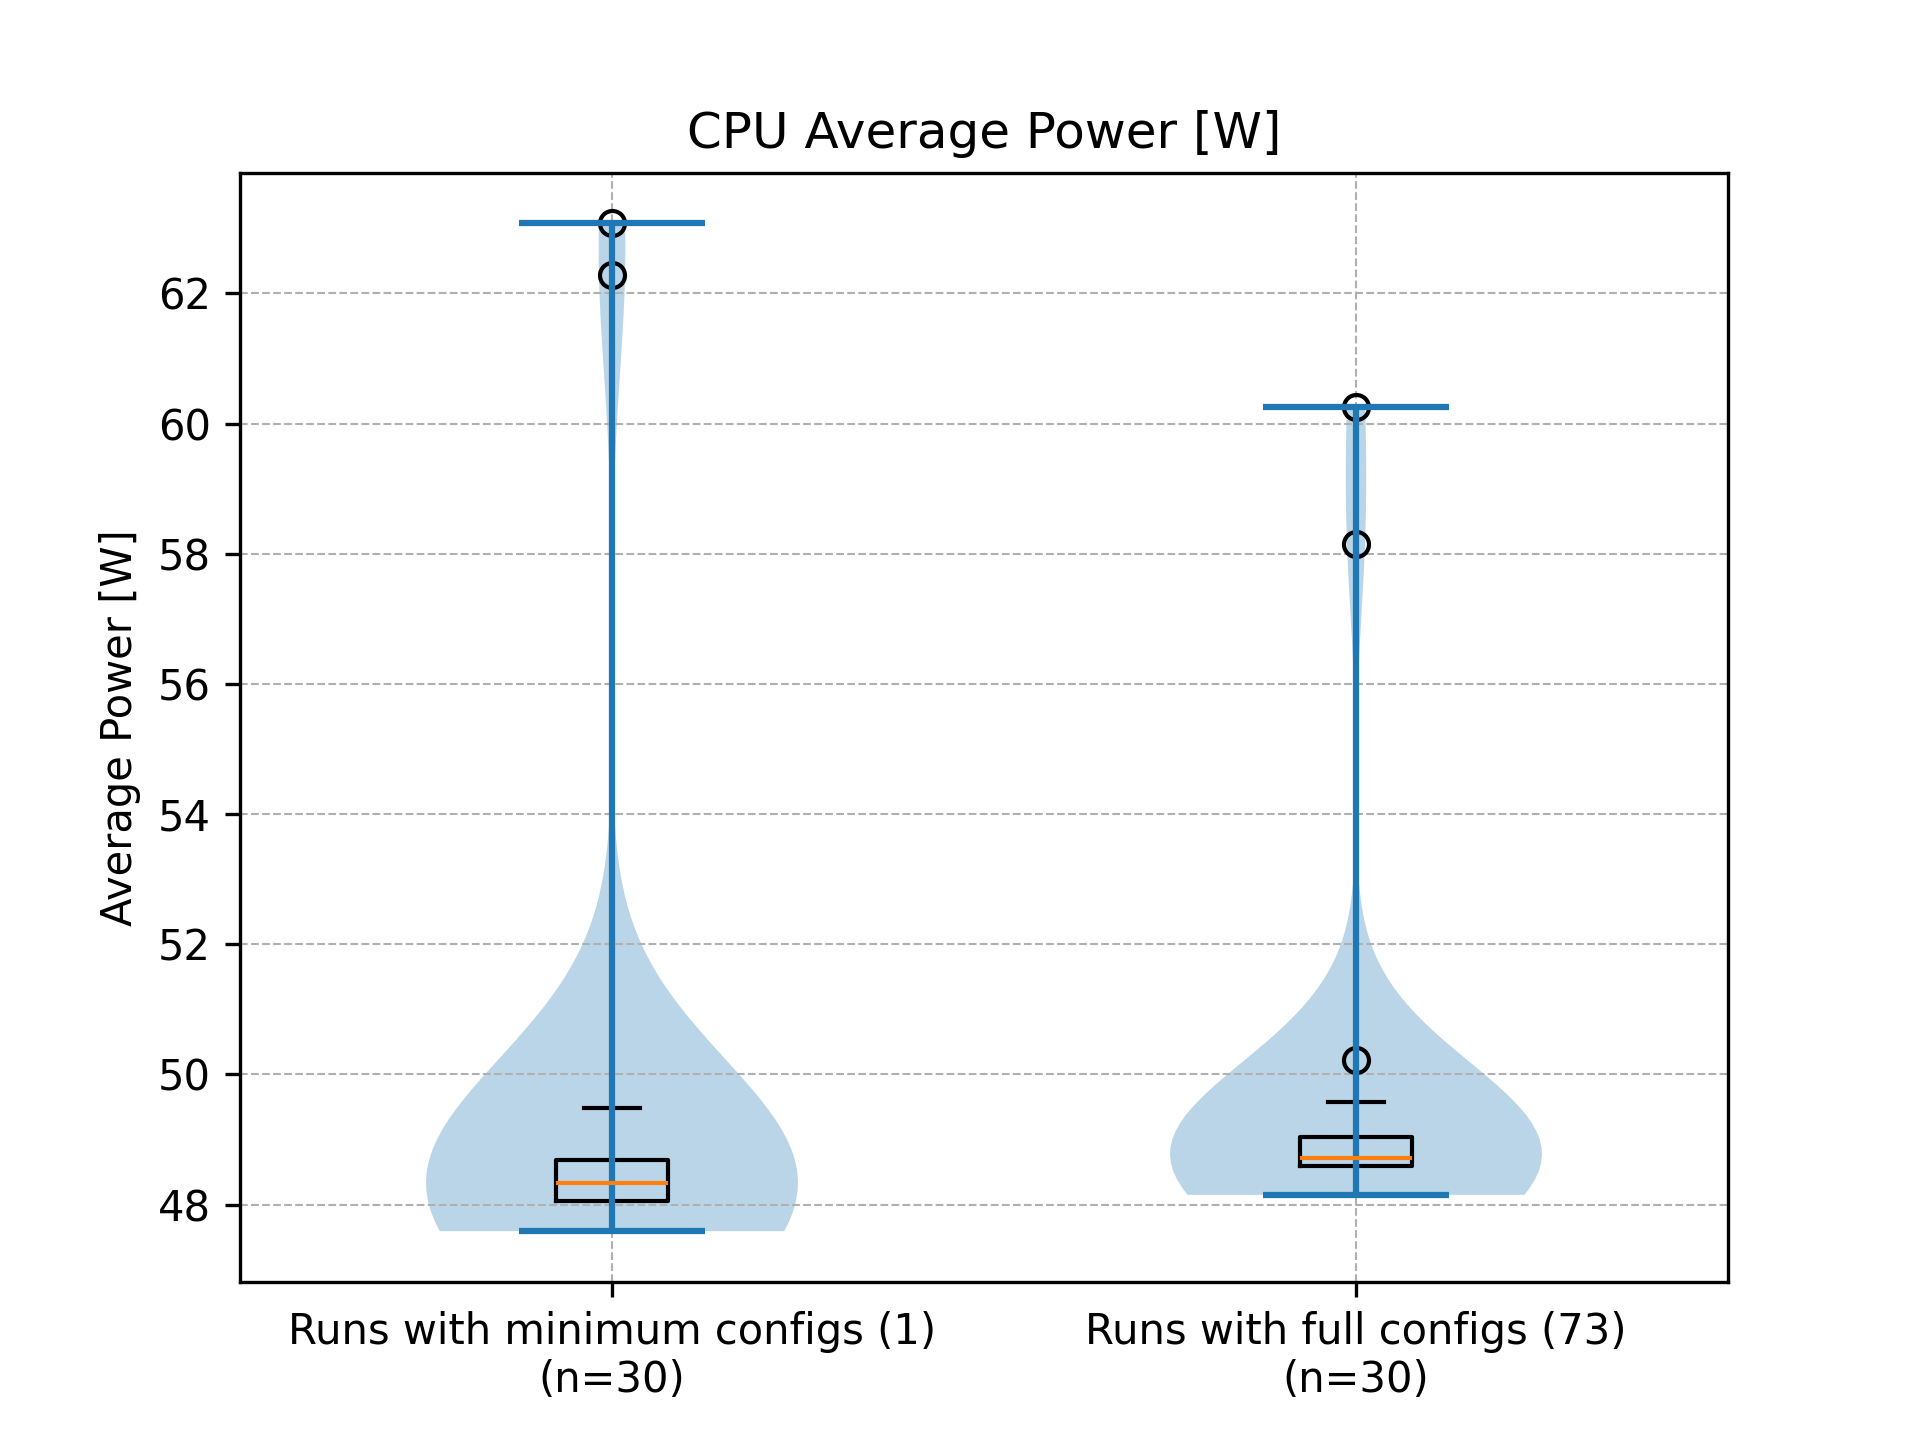 CPU Average Power [W]
Average Power [W]
62
60
58
56
54
52
50
48
Runs with minimum configs (1)
(n=30)
Runs with full configs (73)
(n=30)